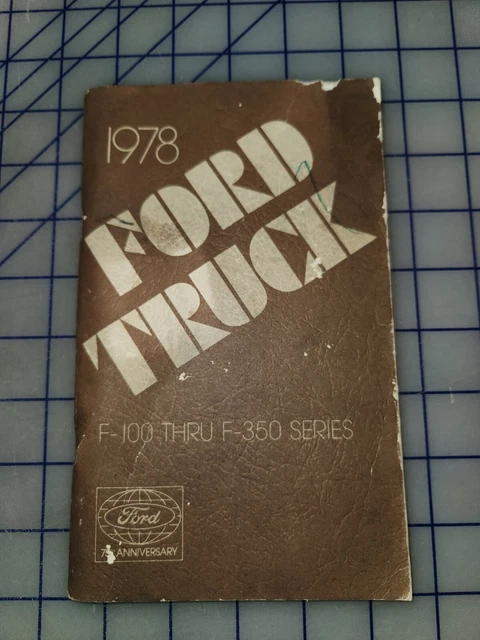 1978
FORD
TRUCK
F-100 THRU F-350 SERIES
Ford
ANNIVERSARY